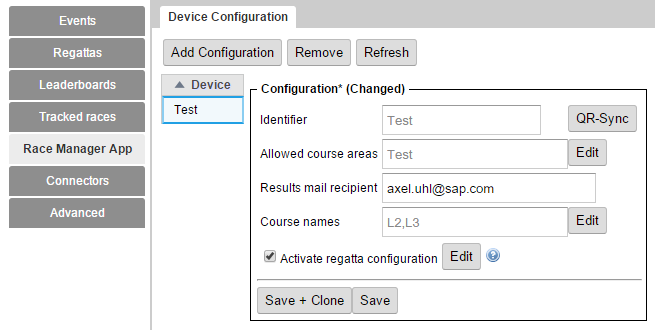 Events
Regattas
Leaderboards
Tracked races
Race Manager App
Connectors
Advanced
Device Configuration
Add Configuration Remove Refresh
Device
Test
Configuration* (Changed)
Identifier Test QR-Sync
Allowed course areas Test Edit
Results mail recipient axel.uhl@sap.com
Course names L2,L3 Edit
Activate regatta configuration Edit ?
Save + Clone Save